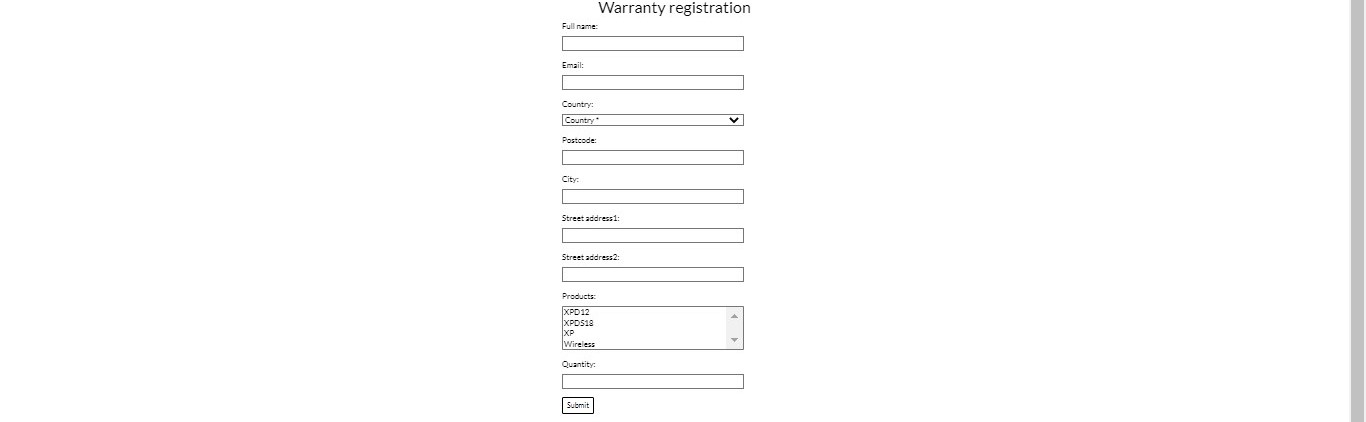 Warranty registration
Full name:
Email:
Country:
Country *
Postcode:
City:
Street address1:
Street address2:
Products:
XPD12
XPDS18
XP
Wireless
Quantity:
Submit